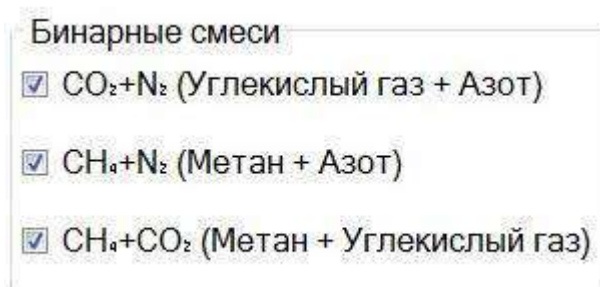 Бинарные смеси
CO₂+N₂ (Углекислый газ + Азот)
CH₄+N₂ (Метан + Азот)
CH₄+CO₂ (Метан + Углекислый газ)